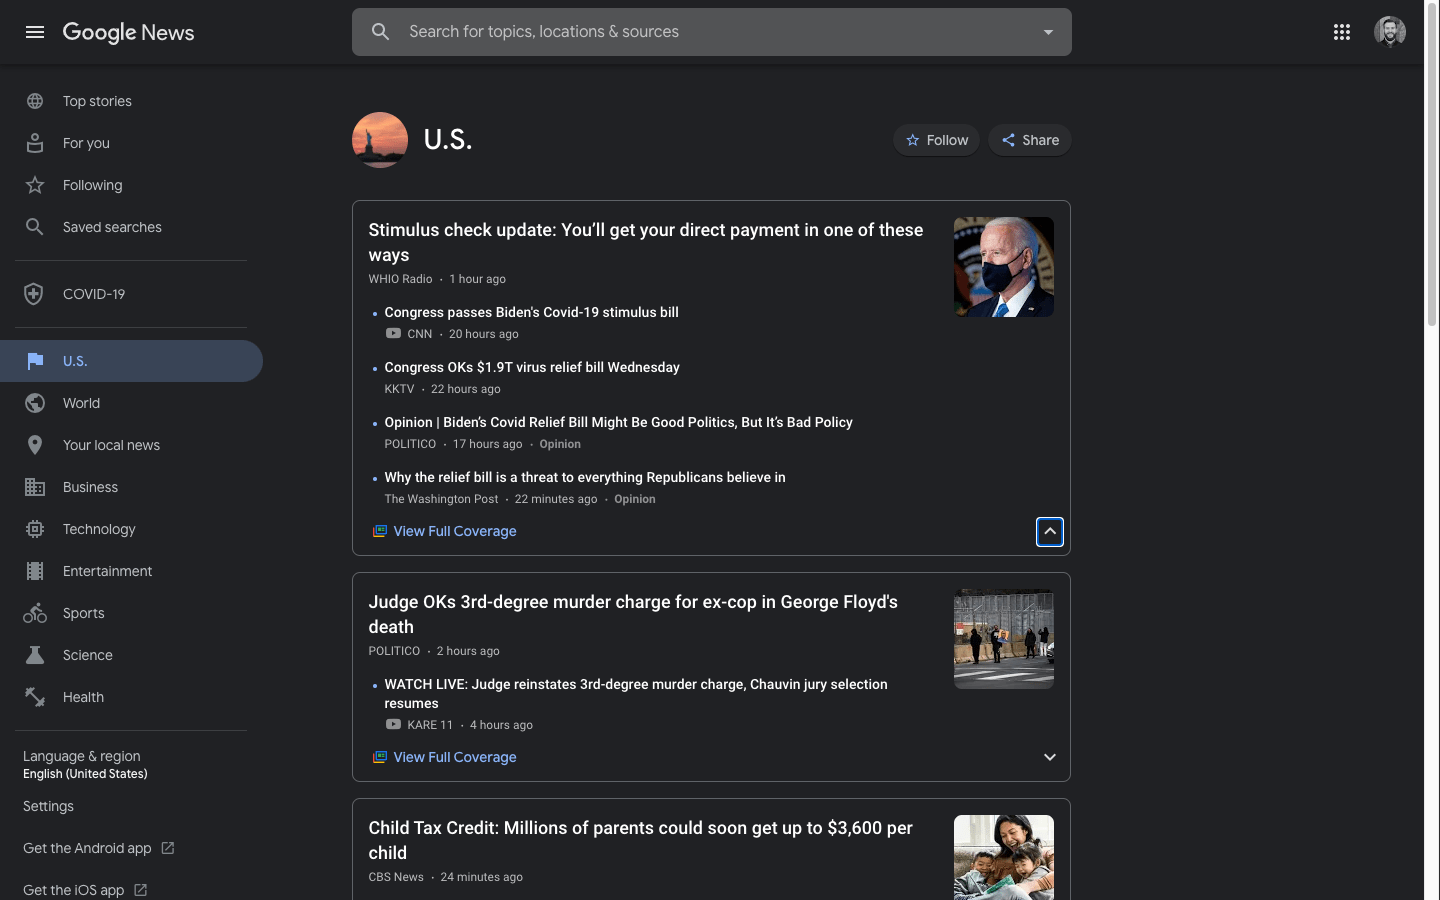 Google News
Search for topics, locations & sources
Top stories
For you
Following
Saved searches
COVID-19
U.S.
World
Your local news
Business
Technology
Entertainment
Sports
Science
Health
Language & region
English (United States)
Settings
Get the Android app
Get the iOS app
U.S.
Follow
Share
Stimulus check update: You’ll get your direct payment in one of these
ways
WHIO Radio · 1 hour ago
Congress passes Biden's Covid-19 stimulus bill
CNN · 20 hours ago
Congress OKs $1.9T virus relief bill Wednesday
KKTV · 22 hours ago
Opinion | Biden’s Covid Relief Bill Might Be Good Politics, But It’s Bad Policy
POLITICO · 17 hours ago · Opinion
Why the relief bill is a threat to everything Republicans believe in
The Washington Post · 22 minutes ago · Opinion
View Full Coverage
Judge OKs 3rd-degree murder charge for ex-cop in George Floyd's
death
POLITICO · 2 hours ago
WATCH LIVE: Judge reinstates 3rd-degree murder charge, Chauvin jury selection
resumes
KARE 11 · 4 hours ago
View Full Coverage
Child Tax Credit: Millions of parents could soon get up to $3,600 per
child
CBS News · 24 minutes ago